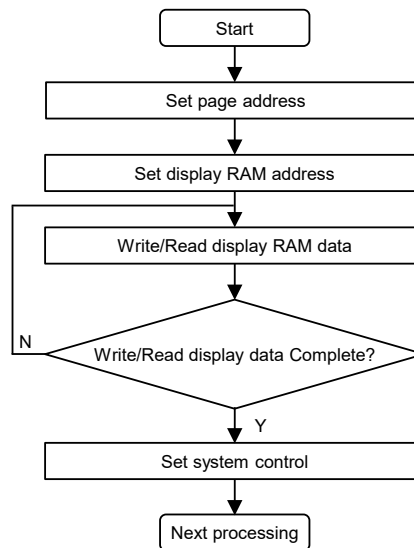 Start
Set page address
Set display RAM address
Write/Read display RAM data
Write/Read display data Complete?
N
Y
Set system control
Next processing